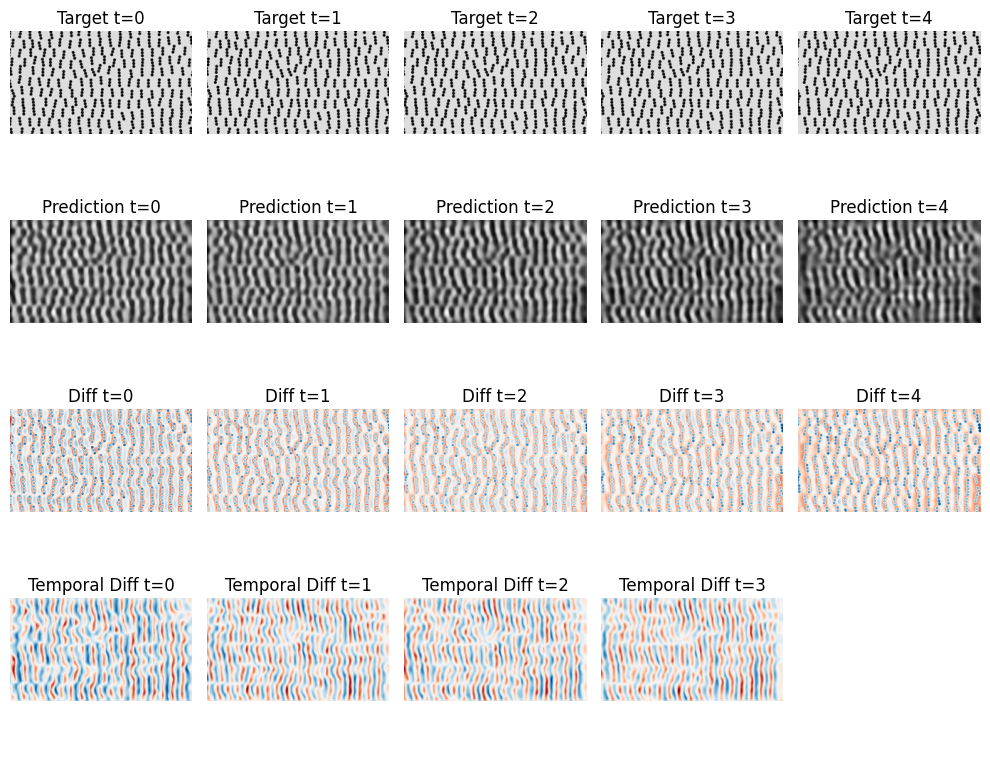 Target t=0 Target t=1 Target t=2 Target t=3 Target t=4
Prediction t=0 Prediction t=1 Prediction t=2 Prediction t=3 Prediction t=4
Diff t=0 Diff t=1 Diff t=2 Diff t=3 Diff t=4
Temporal Diff t=0 Temporal Diff t=1 Temporal Diff t=2 Temporal Diff t=3